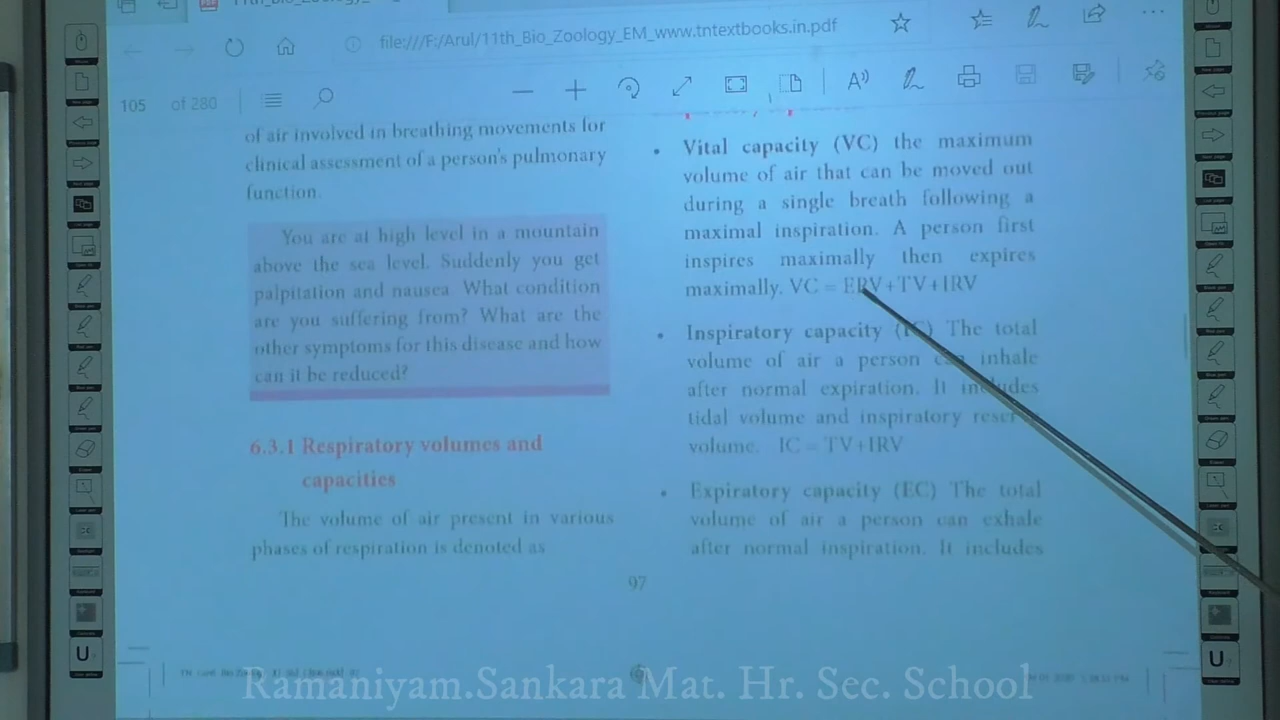 file:///F:/Arul/11th_Bio_Zoology_EM_www.tntextbooks.in.pdf
105 of 280
of air involved in breathing movements for
clinical assessment of a person's pulmonary
function.
You are at high level in a mountain
above the sea level. Suddenly you get
palpitation and nausea. What condition
are you suffering from? What are the
other symptoms for this disease and how
can it be reduced?
6.3.1 Respiratory volumes and
capacities
The volume of air present in various
phases of respiration is denoted as
• Vital capacity (VC) the maximum
volume of air that can be moved out
during a single breath following a
maximal inspiration. A person first
inspires maximally then expires
maximally. VC = ERV+TV+IRV
• Inspiratory capacity (IC) The total
volume of air a person can inhale
after normal expiration. It includes
tidal volume and inspiratory reserve
volume. IC = TV+IRV
• Expiratory capacity (EC) The total
volume of air a person can exhale
after normal inspiration. It includes
97
Ramaniyam.Sankara Mat. Hr. Sec. School